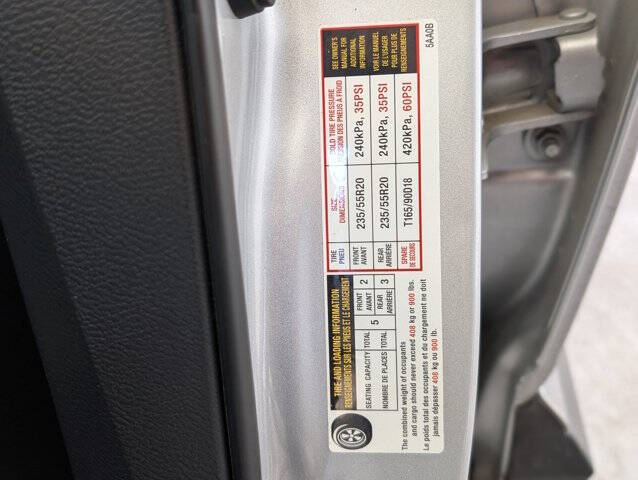 TIRE AND LOADING INFORMATION
RENSEIGNEMENTS SUR LES PNEUS ET LE CHARGEMENT
SEATING CAPACITY TOTAL 5 FRONT AVANT 2
NOMBRE DE PLACES TOTAL REAR ARRIÈRE 3
The combined weight of occupants
and cargo should never exceed 408 kg or 900 lbs.
Le poids total des occupants et du chargement ne doit
jamais dépasser 408 kg ou 900 lb.
TIRE PNEU SIZE DIMENSIONS COLD TIRE PRESSURE PRESSION DES PNEUS À FROID
FRONT AVANT 235/55R20 240kPa, 35PSI
REAR ARRIÈRE 235/55R20 240kPa, 35PSI
SPARE DE SECOURS T165/90D18 420kPa, 60PSI
SEE OWNER'S
MANUAL FOR
ADDITIONAL
INFORMATION
VOIR LE MANUEL
DE L'USAGER
POUR PLUS DE
RENSEIGNEMENTS
5AA0B